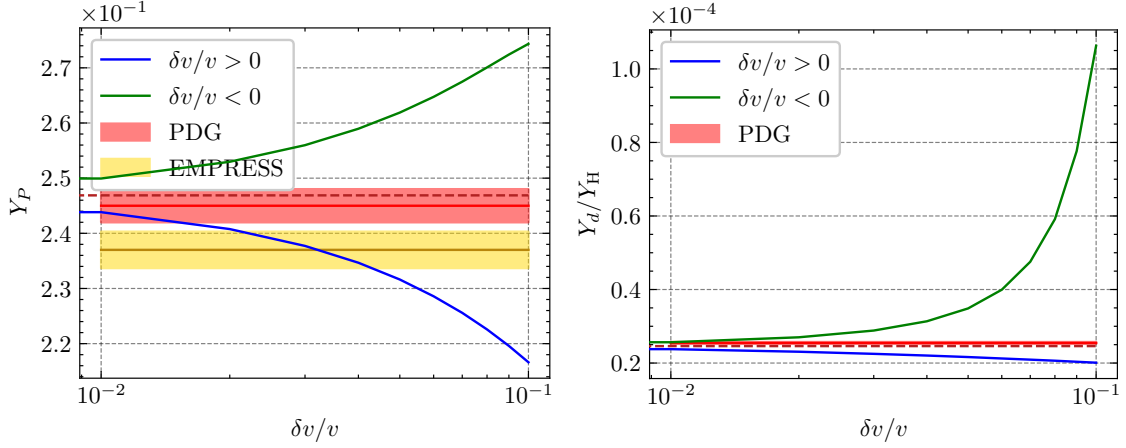 ×10⁻¹
δv/v > 0
δv/v < 0
PDG
EMPRESS
2.7
2.6
2.5
2.4
2.3
2.2
Y_P
10⁻²
10⁻¹
δv/v
×10⁻⁴
δv/v > 0
δv/v < 0
PDG
1.0
0.8
0.6
0.4
0.2
Y_d/Y_H
10⁻²
10⁻¹
δv/v